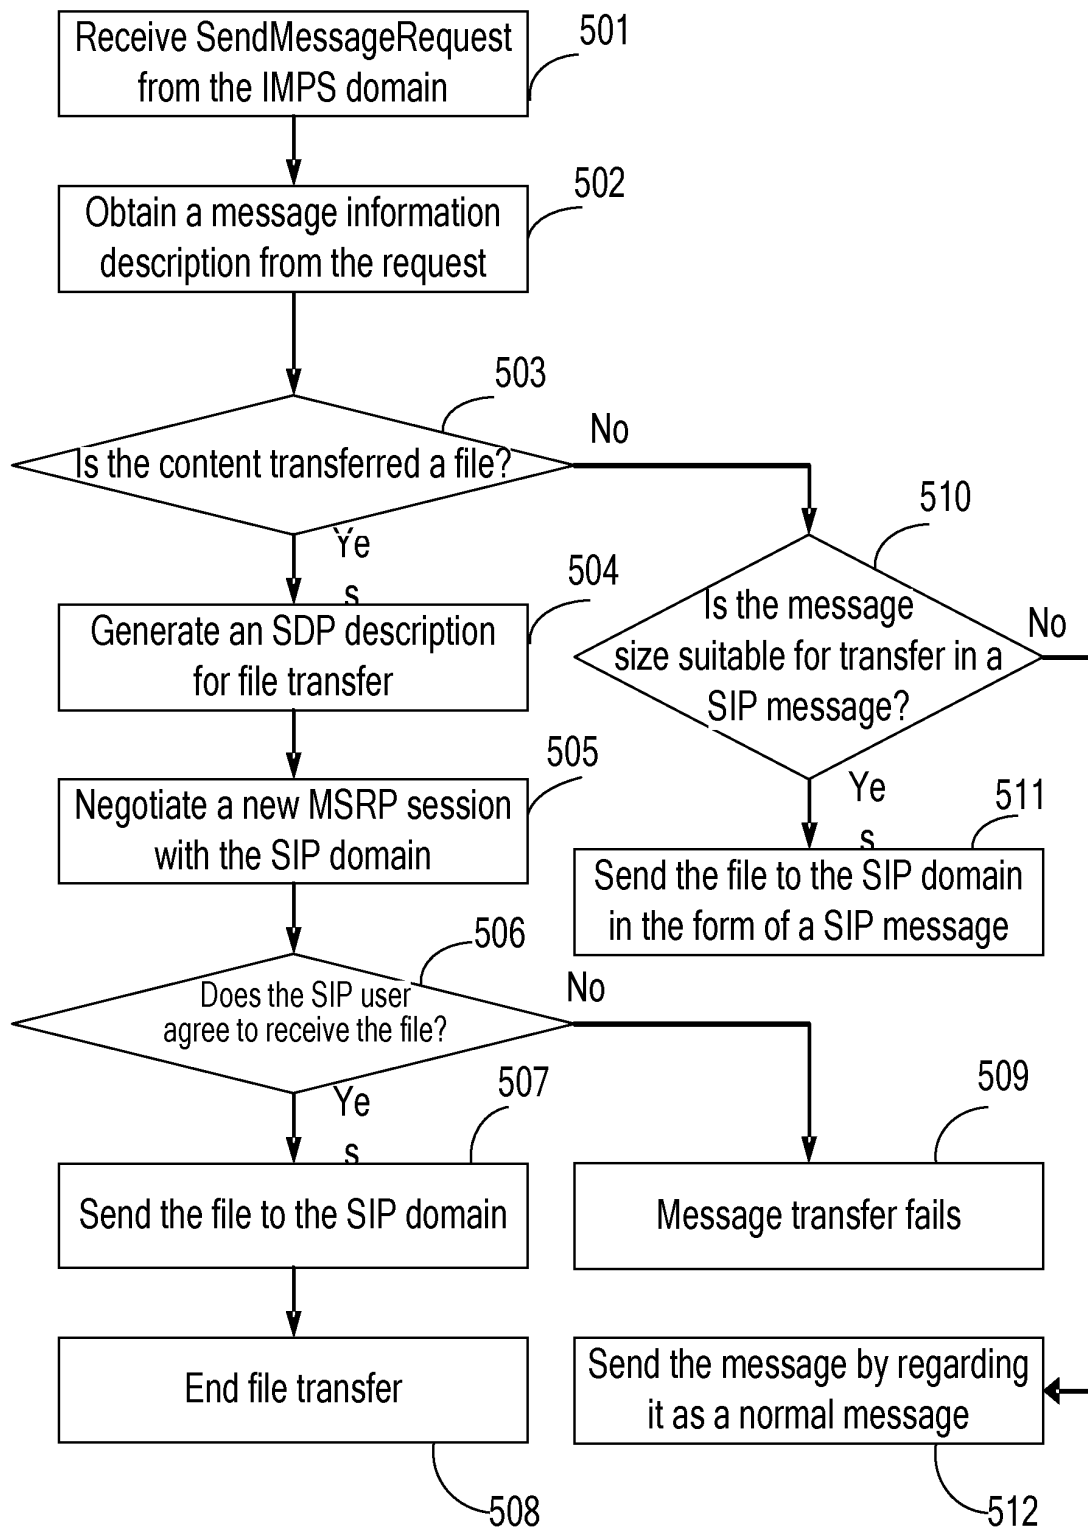 Receive SendMessageRequest
from the IMPS domain
501
Obtain a message information
description from the request
502
503
Is the content transferred a file?
No
Ye
s
510
Is the message
size suitable for transfer in a
SIP message?
No
504
Generate an SDP description
for file transfer
505
Negotiate a new MSRP session
with the SIP domain
Ye
s
511
Send the file to the SIP domain
in the form of a SIP message
506
Does the SIP user
agree to receive the file?
No
Ye
s
507
Send the file to the SIP domain
509
Message transfer fails
End file transfer
508
Send the message by regarding
it as a normal message
512